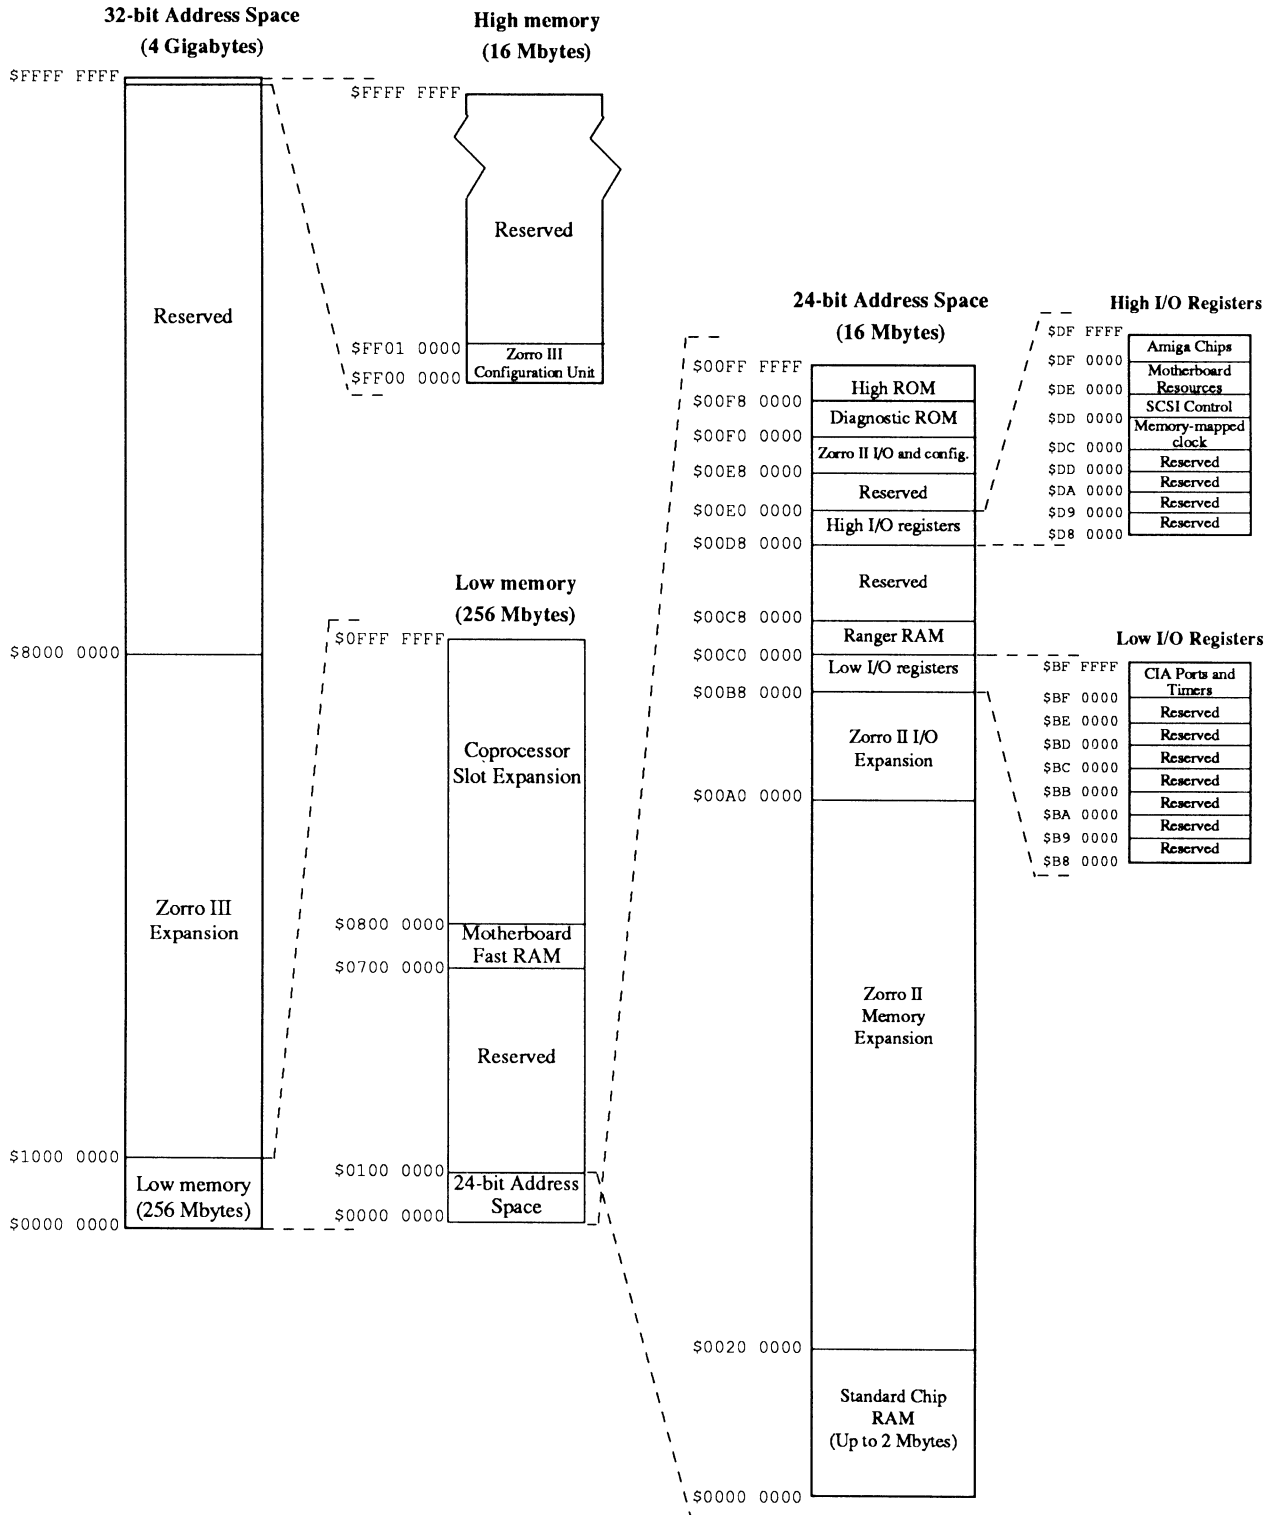 32-bit Address Space
(4 Gigabytes)
$FFFF FFFF
Reserved
$8000 0000
Zorro III
Expansion
$1000 0000
Low memory
(256 Mbytes)
$0000 0000
High memory
(16 Mbytes)
$FFFF FFFF
Reserved
$FF01 0000
Zorro III
Configuration Unit
$FF00 0000
Low memory
(256 Mbytes)
$0FFF FFFF
Coprocessor
Slot Expansion
$0800 0000
Motherboard
Fast RAM
$0700 0000
Reserved
$0100 0000
24-bit Address
Space
$0000 0000
24-bit Address Space
(16 Mbytes)
$00FF FFFF
High ROM
$00F8 0000
Diagnostic ROM
$00F0 0000
Zorro II I/O and config.
$00E8 0000
Reserved
$00E0 0000
High I/O registers
$00D8 0000
Reserved
$00C8 0000
Ranger RAM
$00C0 0000
Low I/O registers
$00B8 0000
Zorro II I/O
Expansion
$00A0 0000
Zorro II
Memory
Expansion
$0020 0000
Standard Chip
RAM
(Up to 2 Mbytes)
$0000 0000
High I/O Registers
$DF FFFF
Amiga Chips
$DF 0000
Motherboard
Resources
$DE 0000
SCSI Control
$DD 0000
Memory-mapped
clock
$DC 0000
Reserved
$DD 0000
Reserved
$DA 0000
Reserved
$D9 0000
Reserved
$D8 0000
Low I/O Registers
$BF FFFF
CIA Ports and
Timers
$BF 0000
Reserved
$BE 0000
Reserved
$BD 0000
Reserved
$BC 0000
Reserved
$BB 0000
Reserved
$BA 0000
Reserved
$B9 0000
Reserved
$B8 0000